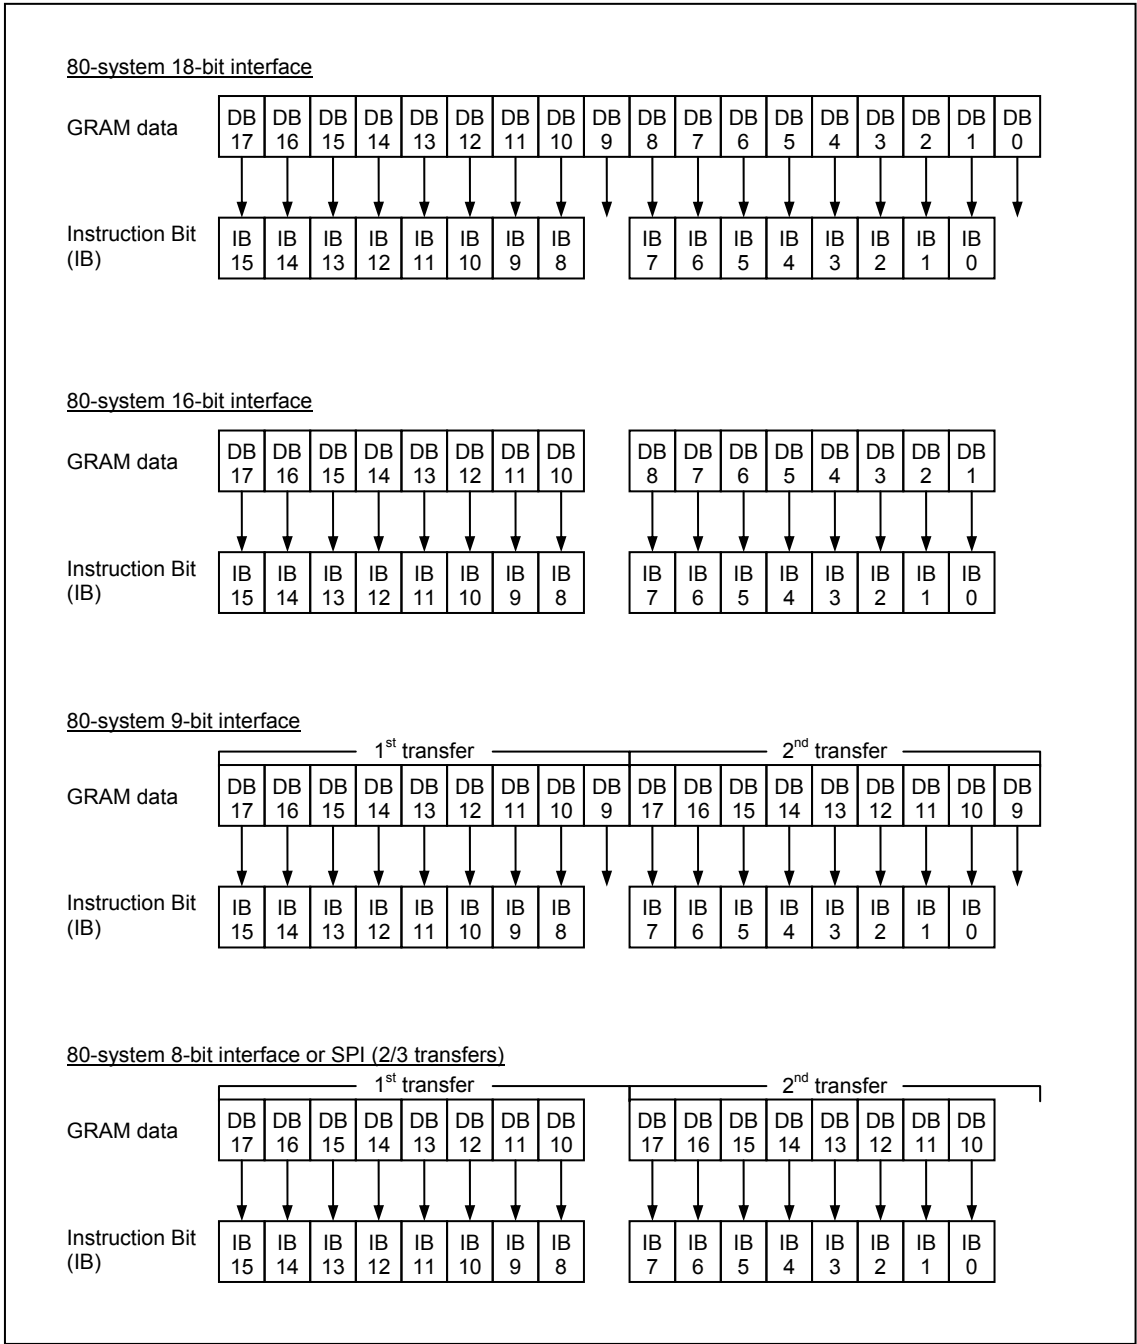 80-system 18-bit interface
GRAM data
DB DB DB DB DB DB DB DB DB DB DB DB DB DB DB DB DB DB
17 16 15 14 13 12 11 10 9 8 7 6 5 4 3 2 1 0
Instruction Bit
(IB)
IB IB IB IB IB IB IB IB IB IB IB IB IB IB IB IB
15 14 13 12 11 10 9 8 7 6 5 4 3 2 1 0
80-system 16-bit interface
GRAM data
DB DB DB DB DB DB DB DB DB DB DB DB DB DB DB DB
17 16 15 14 13 12 11 10 8 7 6 5 4 3 2 1
Instruction Bit
(IB)
IB IB IB IB IB IB IB IB IB IB IB IB IB IB IB IB
15 14 13 12 11 10 9 8 7 6 5 4 3 2 1 0
80-system 9-bit interface
1st transfer 2nd transfer
GRAM data
DB DB DB DB DB DB DB DB DB DB DB DB DB DB DB DB DB DB
17 16 15 14 13 12 11 10 9 17 16 15 14 13 12 11 10 9
Instruction Bit
(IB)
IB IB IB IB IB IB IB IB IB IB IB IB IB IB IB IB
15 14 13 12 11 10 9 8 7 6 5 4 3 2 1 0
80-system 8-bit interface or SPI (2/3 transfers)
1st transfer 2nd transfer
GRAM data
DB DB DB DB DB DB DB DB DB DB DB DB DB DB DB DB
17 16 15 14 13 12 11 10 17 16 15 14 13 12 11 10
Instruction Bit
(IB)
IB IB IB IB IB IB IB IB IB IB IB IB IB IB IB IB
15 14 13 12 11 10 9 8 7 6 5 4 3 2 1 0